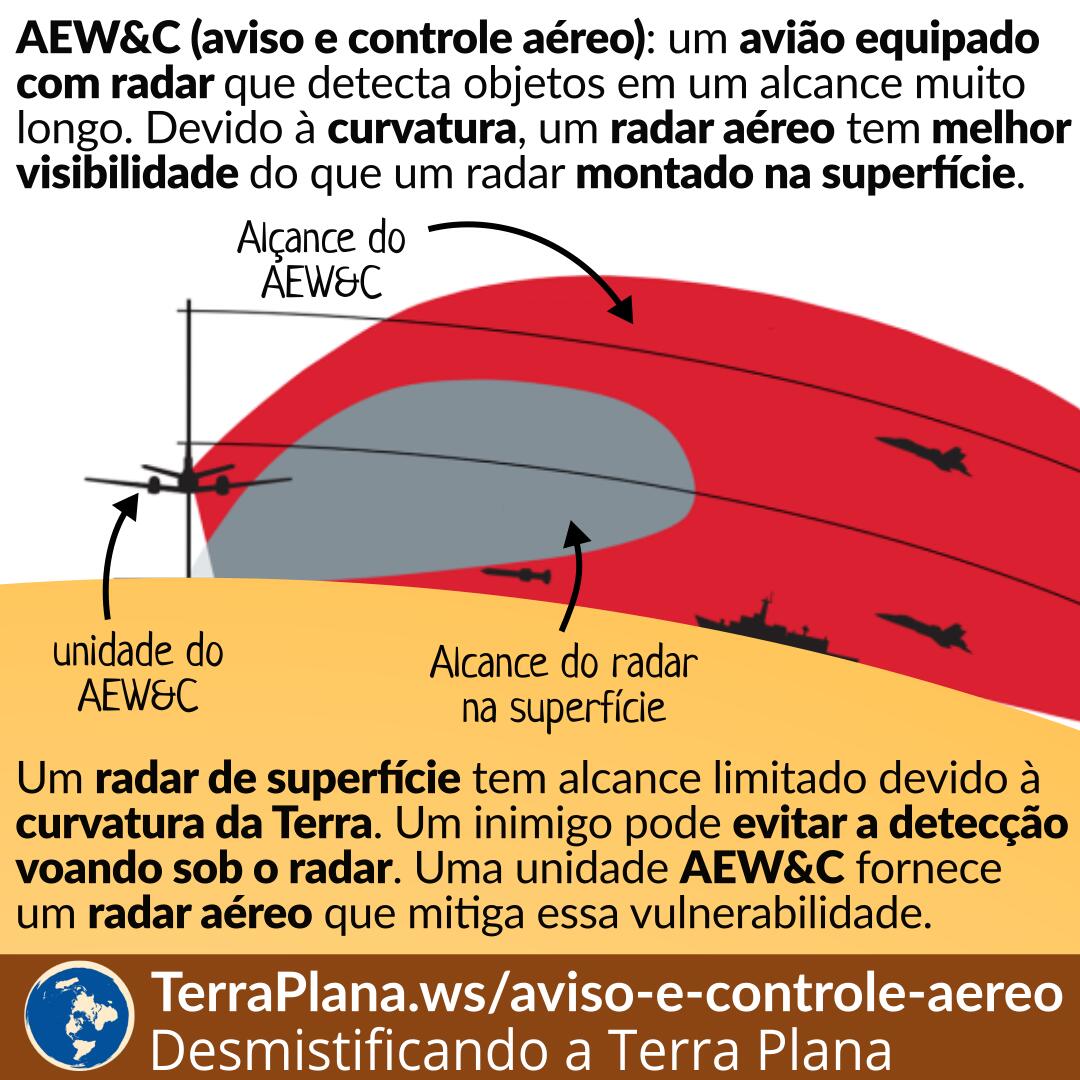 AEW&C (aviso e controle aéreo): um avião equipado
com radar que detecta objetos em um alcance muito
longo. Devido à curvatura, um radar aéreo tem melhor
visibilidade do que um radar montado na superfície.
Alçance do
AEW&C
unidade do
AEW&C
Alcance do radar
na superfície
Um radar de superfície tem alcance limitado devido à
curvatura da Terra. Um inimigo pode evitar a detecção
voando sob o radar. Uma unidade AEW&C fornece
um radar aéreo que mitiga essa vulnerabilidade.
TerraPlana.ws/aviso-e-controle-aereo
Desmistificando a Terra Plana